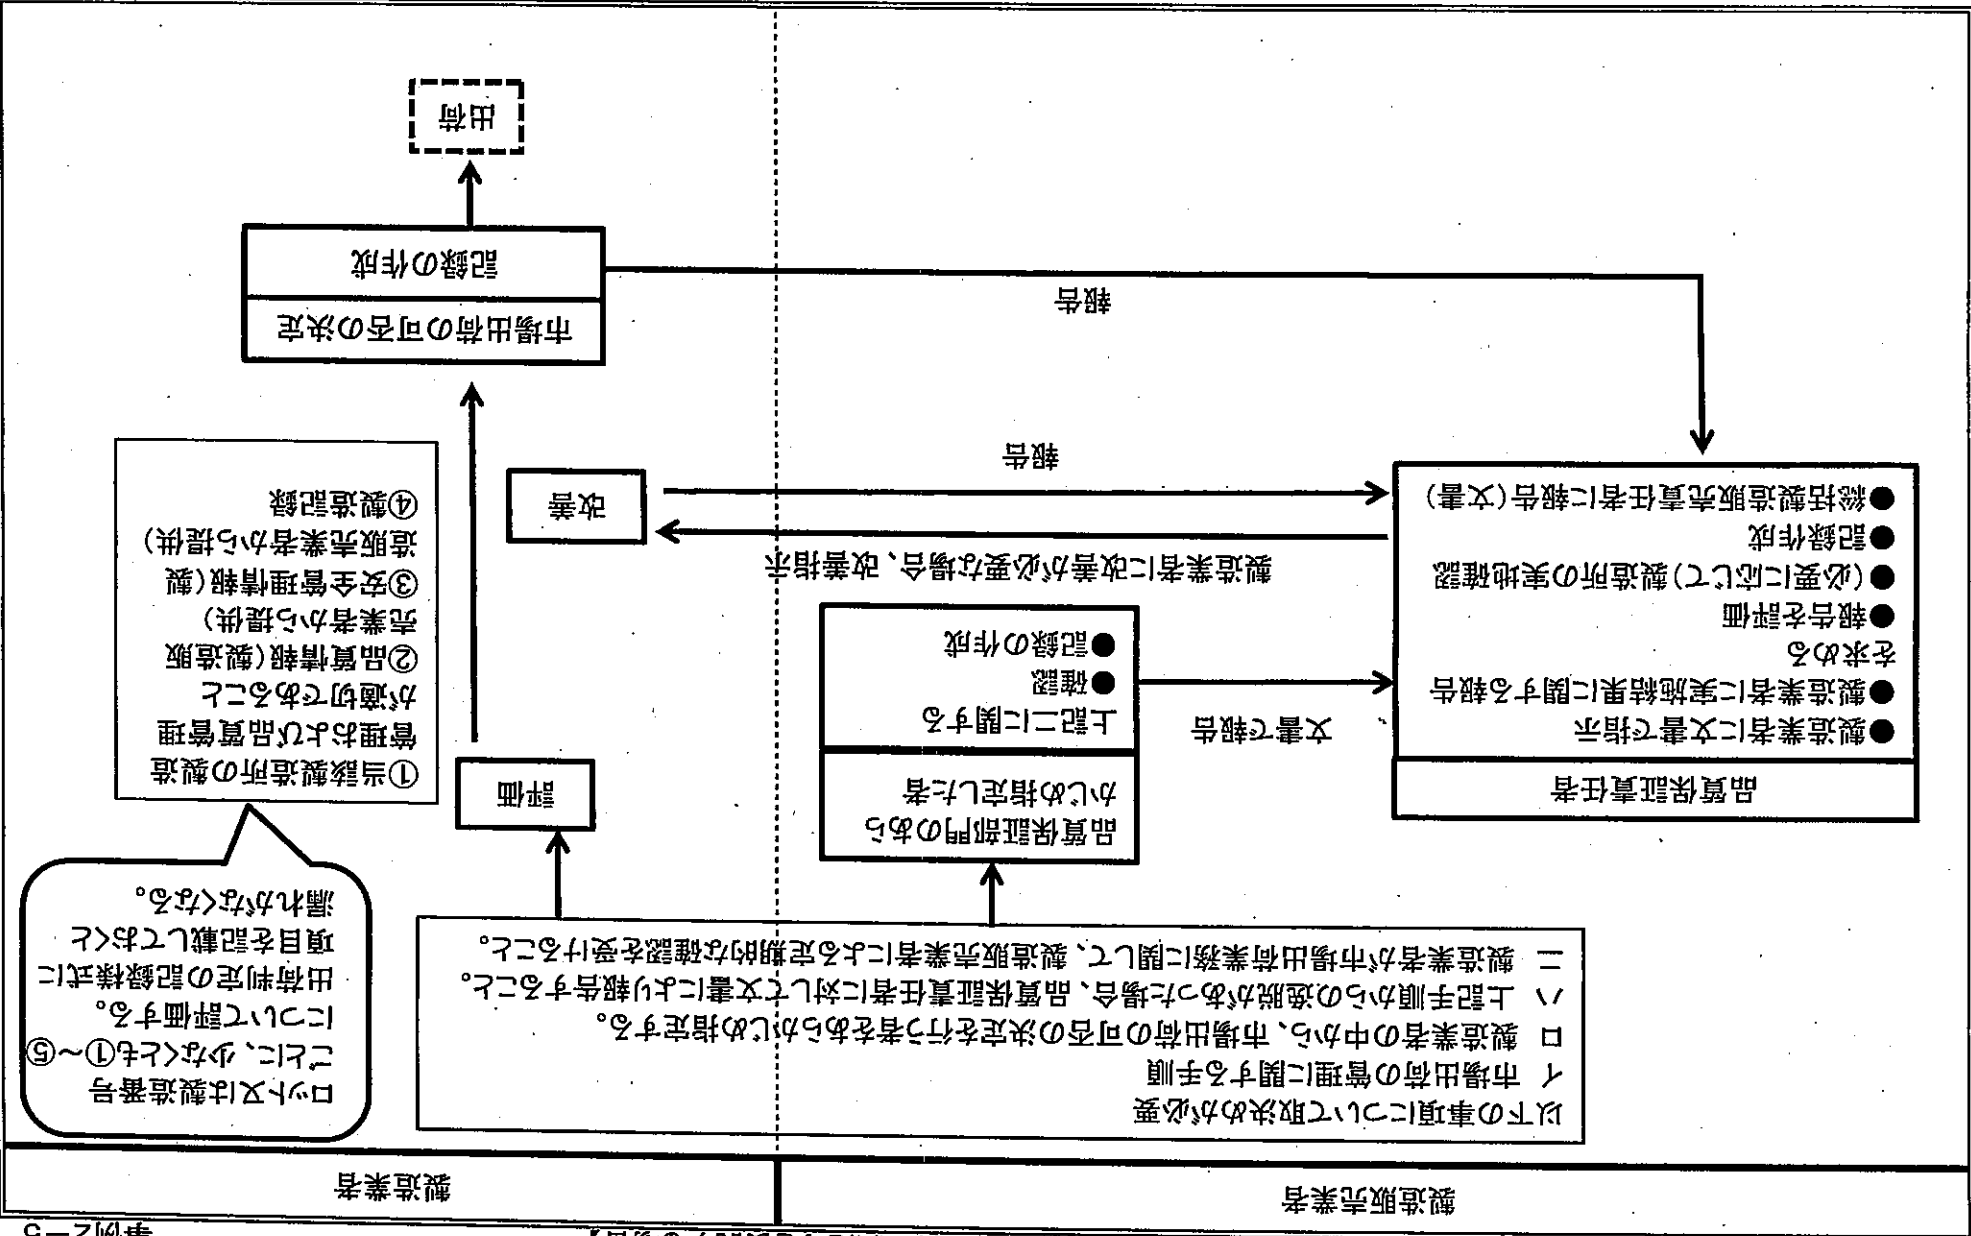 事例2－5
製造販売業者
製造業者
以下の事項について取決めが必要
イ 市場出荷の管理に関する手順
ロ 製造業者の中から、市場出荷の可否の決定を行う者をあらかじめ指定する。
ハ 上記手順からの逸脱があった場合、品質保証責任者に対して文書により報告すること。
ニ 製造業者が市場出荷業務に関して、製造販売業者による定期的な確認を受けること。
ロット又は製造番号
ごとに、少なくとも①～⑤
について評価する。
出荷判定の記録様式に
項目を記載しておくと
漏れがなくなる。
品質保証責任者
●製造業者に文書で指示
●製造業者に実施結果に関する報告
を求める
●報告を評価
●（必要に応じて）製造所の実地確認
●記録作成
●総括製造販売責任者に報告（文書）
文書で報告
品質保証部門のあら
かじめ指定した者
上記ニに関する
●確認
●記録の作成
評価
①当該製造所の製造
管理および品質管理
が適切であること
②品質情報（製造販
売業者から提供）
③安全管理情報（製
造販売業者から提供）
④製造記録
製造業者に改善が必要な場合、改善指示
改善
報告
市場出荷の可否の決定
記録の作成
報告
出荷